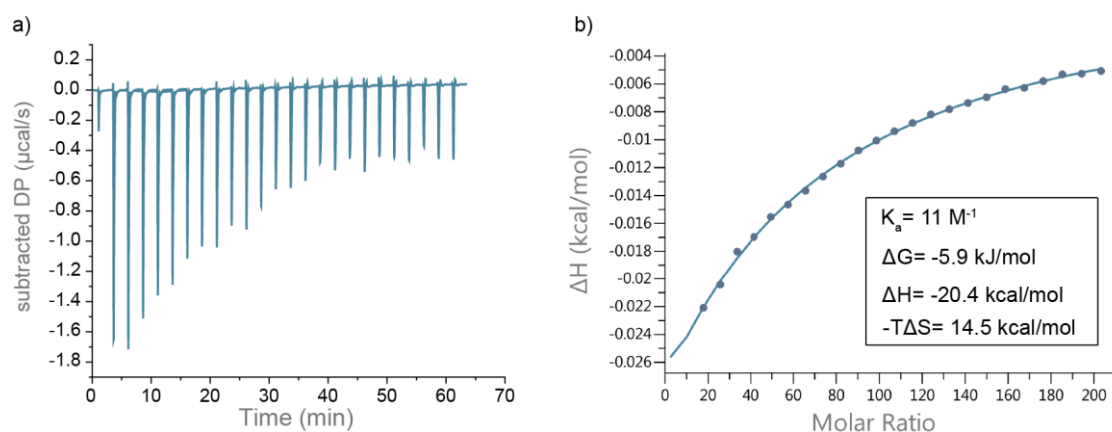 a)
0.2
0.0
-0.2
-0.4
-0.6
-0.8
-1.0
-1.2
-1.4
-1.6
-1.8
subtracted DP (µcal/s)
0 10 20 30 40 50 60 70
Time (min)
b)
-0.004
-0.006
-0.008
-0.01
-0.012
-0.014
-0.016
-0.018
-0.02
-0.022
-0.024
-0.026
ΔH (kcal/mol)
Kₐ= 11 M⁻¹
ΔG= -5.9 kJ/mol
ΔH= -20.4 kcal/mol
-TΔS= 14.5 kcal/mol
0 20 40 60 80 100 120 140 160 180 200
Molar Ratio